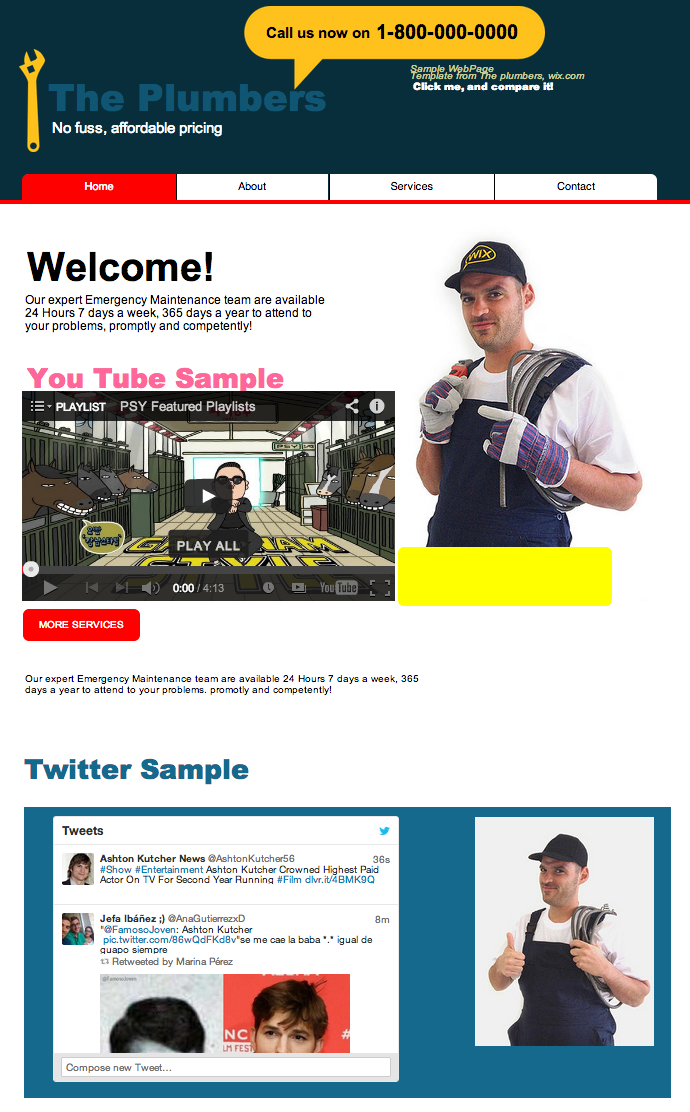 Call us now on 1-800-000-0000
Sample WebPage
Template from The plumbers, wix.com
Click me, and compare it!
The Plumbers
No fuss, affordable pricing
Home
About
Services
Contact
Welcome!
Our expert Emergency Maintenance team are available
24 Hours 7 days a week, 365 days a year to attend to
your problems, promptly and competently!
WIX
You Tube Sample
PLAYLIST PSY Featured Playlists
PSY
PLAY ALL
GANGNAM
STYLE
0:00 / 4:13
YouTube
MORE SERVICES
Our expert Emergency Maintenance team are available 24 Hours 7 days a week, 365
days a year to attend to your problems. promotly and competently!
Twitter Sample
Tweets
Ashton Kutcher News @AshtonKutcher56 36s
#Show #Entertainment Ashton Kutcher Crowned Highest Paid
Actor On TV For Second Year Running #Film dlvr.it/4BMK9Q
Jefa Ibáñez ;) @AnaGutierrezxD 8m
"@FamosoJoven: Ashton Kutcher
pic.twitter.com/86wQdFKd8v"se me cae la baba *.* igual de
guapo siempre
Retweeted by Marina Pérez
@FamosoJoven
NC
LM FEST
#
Compose new Tweet...